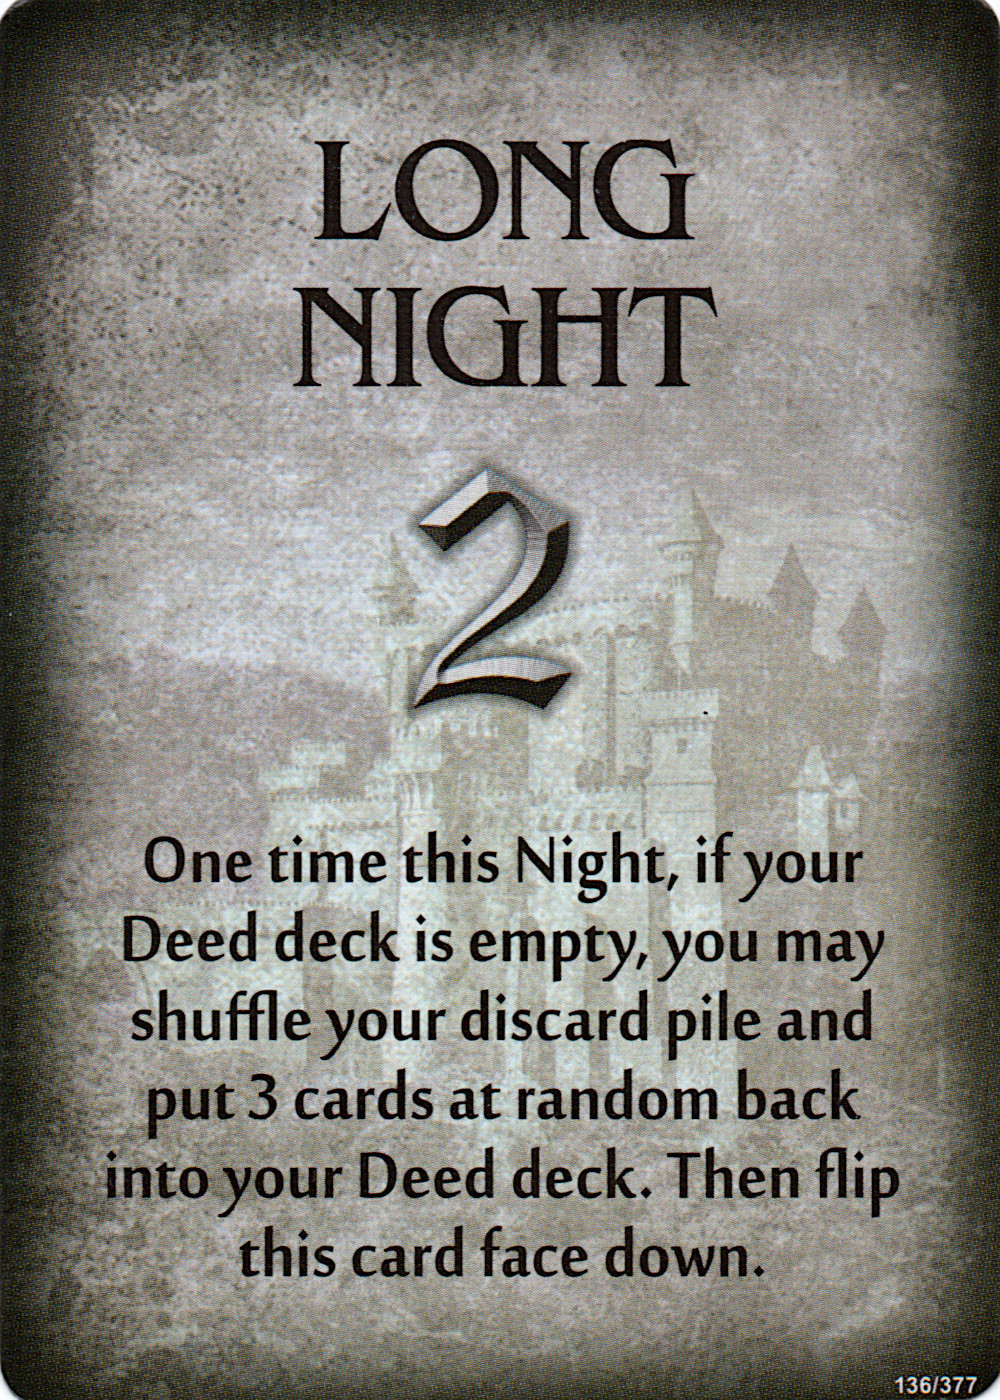 LONG
NIGHT
2
One time this Night, if your
Deed deck is empty, you may
shuffle your discard pile and
put 3 cards at random back
into your Deed deck. Then flip
this card face down.
136/377